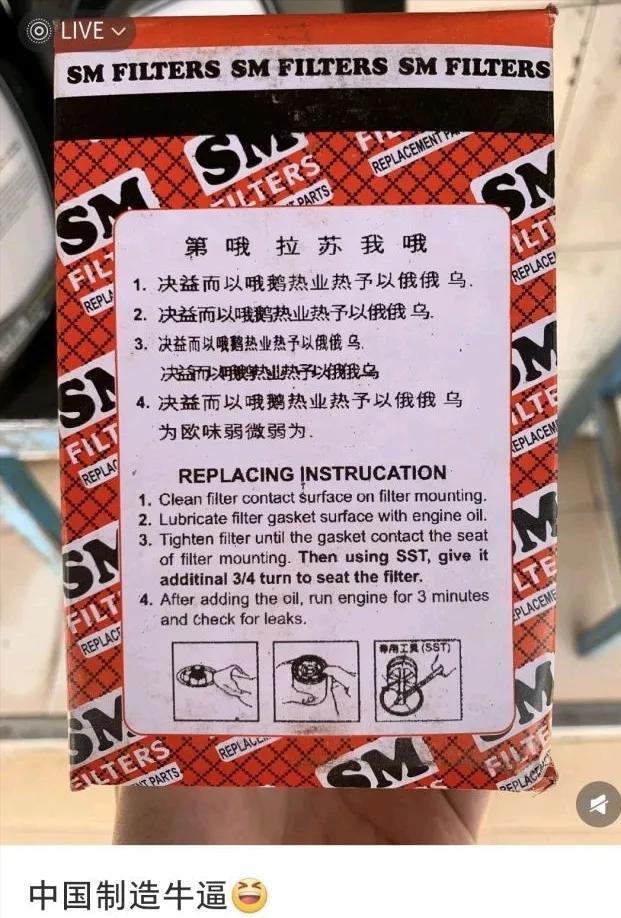 LIVE
SM FILTERS SM FILTERS SM FILTERS
SM
FILTERS
REPLACEMENT PARTS
第哦拉苏我哦
1. 决益而以哦鹅热业热予以俄俄 乌.
2. 决益而以哦鹅热业热予以俄俄 乌.
3. 决益而以哦鹅热业热予以俄俄 乌.
决益而以哦鹅热业热予以俄俄乌
4. 决益而以哦鹅热业热予以俄俄 乌
为欧味弱微弱为.
REPLACING INSTRUCATION
1. Clean filter contact surface on filter mounting.
2. Lubricate filter gasket surface with engine oil.
3. Tighten filter until the gasket contact the seat
of filter mounting. Then using SST, give it
additinal 3/4 turn to seat the filter.
4. After adding the oil, run engine for 3 minutes
and check for leaks.
专用工具(SST)
中国制造牛逼😆